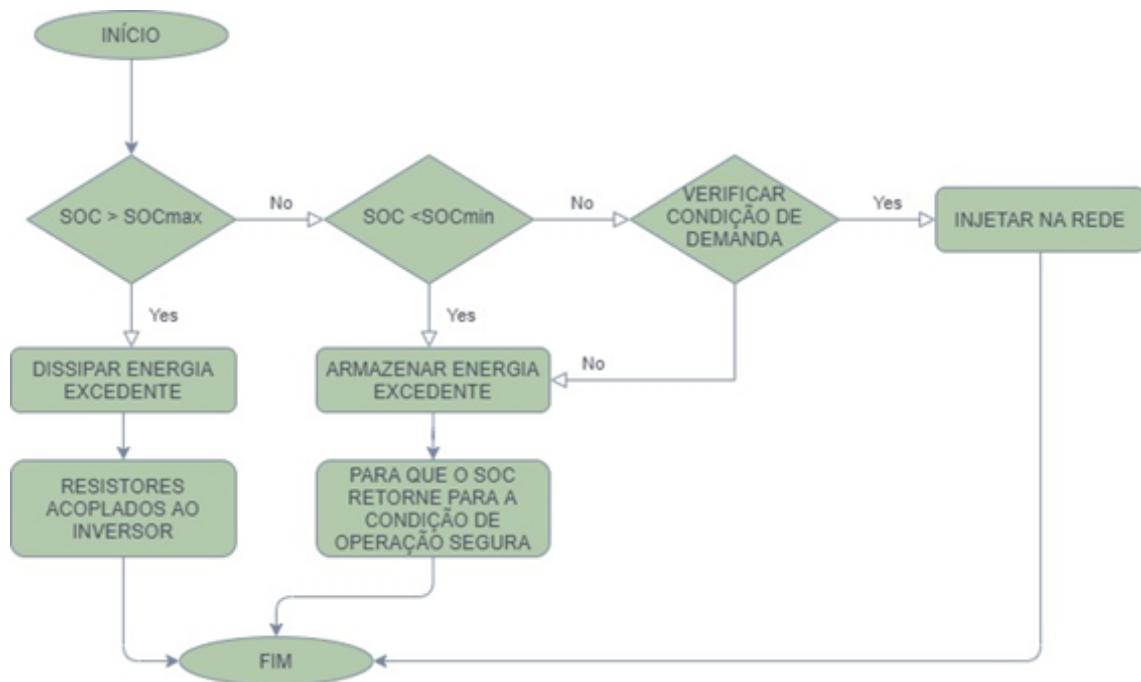 INÍCIO
SOC > SOCmax
No
SOC <SOCmin
No
VERIFICAR
CONDIÇÃO DE
DEMANDA
Yes
INJETAR NA REDE
Yes
Yes
DISSIPAR ENERGIA
EXCEDENTE
ARMAZENAR ENERGIA
EXCEDENTE
No
RESISTORES
ACOPLADOS AO
INVERSOR
PARA QUE O SOC
RETORNE PARA A
CONDIÇÃO DE
OPERAÇÃO SEGURA
FIM